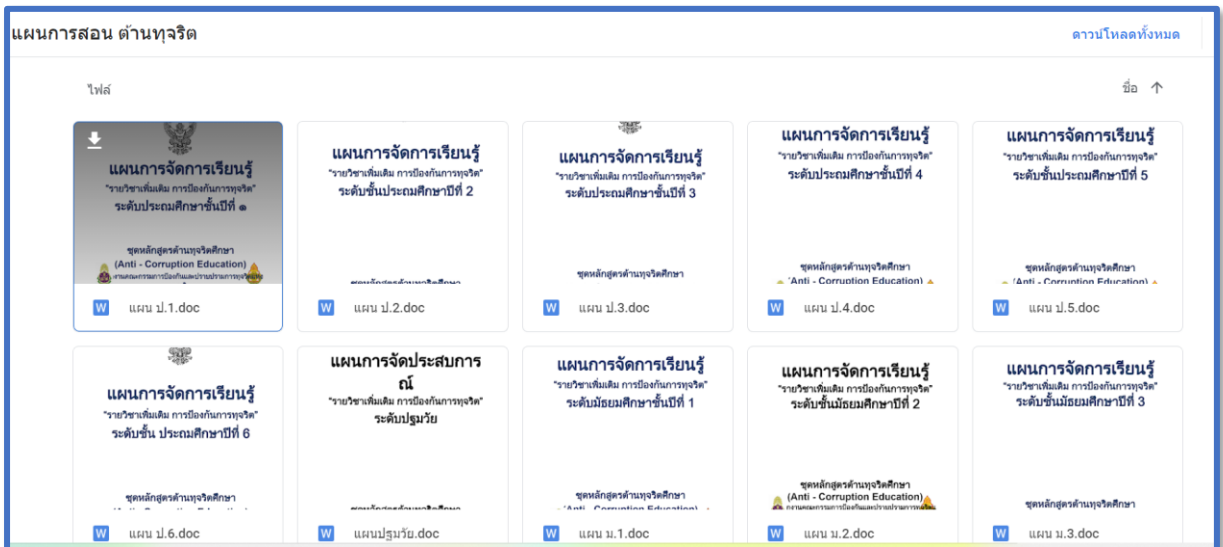 แผนการสอน ต้านทุจริต
ดาวน์โหลดทั้งหมด
ไฟล์
ชื่อ
แผนการจัดการเรียนรู้
"รายวิชาเพิ่มเติม การป้องกันการทุจริต"
ระดับประถมศึกษาชั้นปีที่ ๑
ชุดหลักสูตรต้านทุจริตศึกษา
(Anti - Corruption Education)
W แผน ป.1.doc
แผนการจัดการเรียนรู้
"รายวิชาเพิ่มเติม การป้องกันการทุจริต"
ระดับชั้นประถมศึกษาปีที่ 2
ชุดหลักสูตรต้านทุจริตศึกษา
W แผน ป.2.doc
แผนการจัดการเรียนรู้
"รายวิชาเพิ่มเติม การป้องกันการทุจริต"
ระดับประถมศึกษาชั้นปีที่ 3
ชุดหลักสูตรต้านทุจริตศึกษา
W แผน ป.3.doc
แผนการจัดการเรียนรู้
"รายวิชาเพิ่มเติม การป้องกันการทุจริต"
ระดับประถมศึกษาชั้นปีที่ 4
ชุดหลักสูตรต้านทุจริตศึกษา
(Anti - Corruption Education)
W แผน ป.4.doc
แผนการจัดการเรียนรู้
"รายวิชาเพิ่มเติม การป้องกันการทุจริต"
ระดับชั้นประถมศึกษาปีที่ 5
ชุดหลักสูตรต้านทุจริตศึกษา
(Anti - Corruption Education)
W แผน ป.5.doc
แผนการจัดการเรียนรู้
"รายวิชาเพิ่มเติม การป้องกันการทุจริต"
ระดับชั้น ประถมศึกษาปีที่ 6
ชุดหลักสูตรต้านทุจริตศึกษา
W แผน ป.6.doc
แผนการจัดประสบการ
ณ์
"รายวิชาเพิ่มเติม การป้องกันการทุจริต"
ระดับปฐมวัย
W แผนปฐมวัย.doc
แผนการจัดการเรียนรู้
"รายวิชาเพิ่มเติม การป้องกันการทุจริต"
ระดับมัธยมศึกษาชั้นปีที่ 1
ชุดหลักสูตรต้านทุจริตศึกษา
(Anti - Corruption Education)
W แผน ม.1.doc
แผนการจัดการเรียนรู้
"รายวิชาเพิ่มเติม การป้องกันการทุจริต"
ระดับชั้นมัธยมศึกษาปีที่ 2
ชุดหลักสูตรต้านทุจริตศึกษา
(Anti - Corruption Education)
W แผน ม.2.doc
แผนการจัดการเรียนรู้
"รายวิชาเพิ่มเติม การป้องกันการทุจริต"
ระดับชั้นมัธยมศึกษาปีที่ 3
ชุดหลักสูตรต้านทุจริตศึกษา
W แผน ม.3.doc